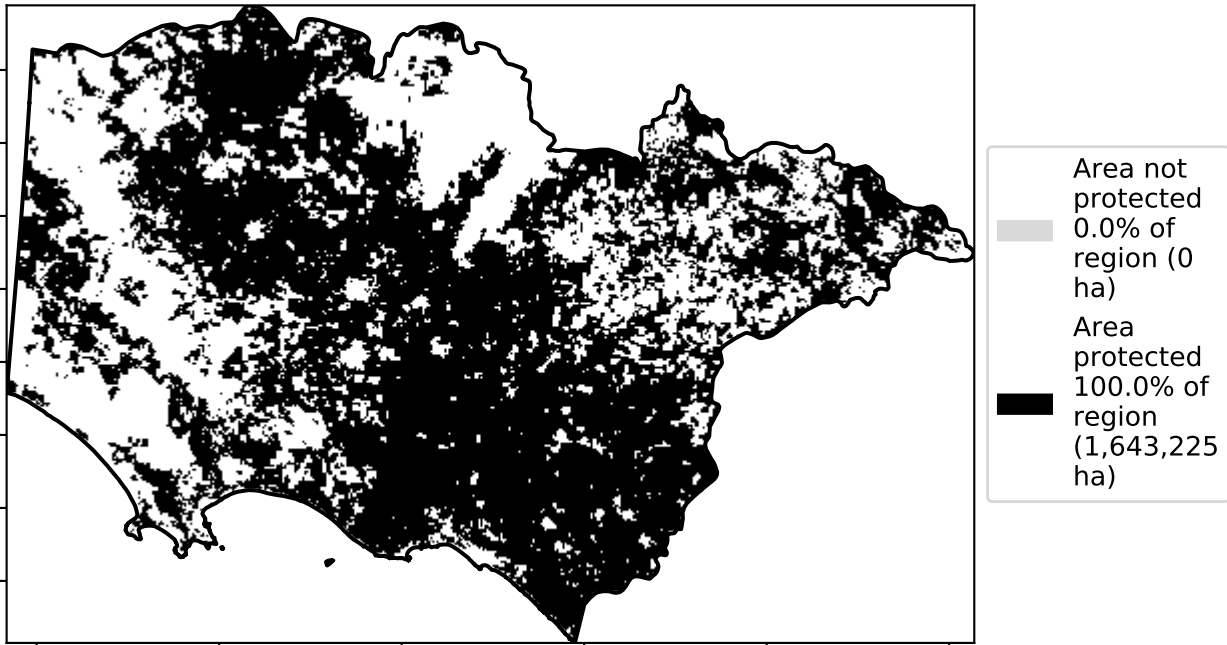 Area not
protected
0.0% of
region (0
ha)
Area
protected
100.0% of
region
(1,643,225
ha)